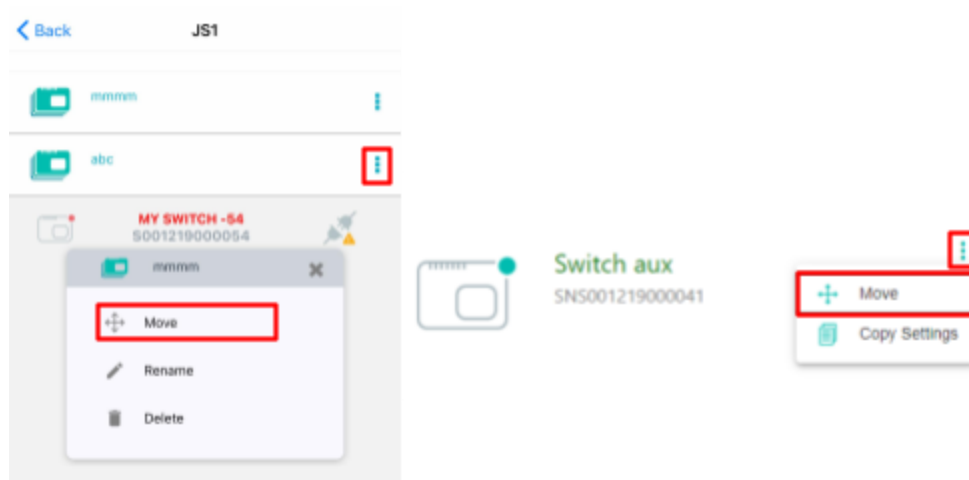 Back
JS1
mmmm
abc
MY SWITCH -54
S001219000054
mmmm
Move
Rename
Delete
Switch aux
SNS001219000041
Move
Copy Settings